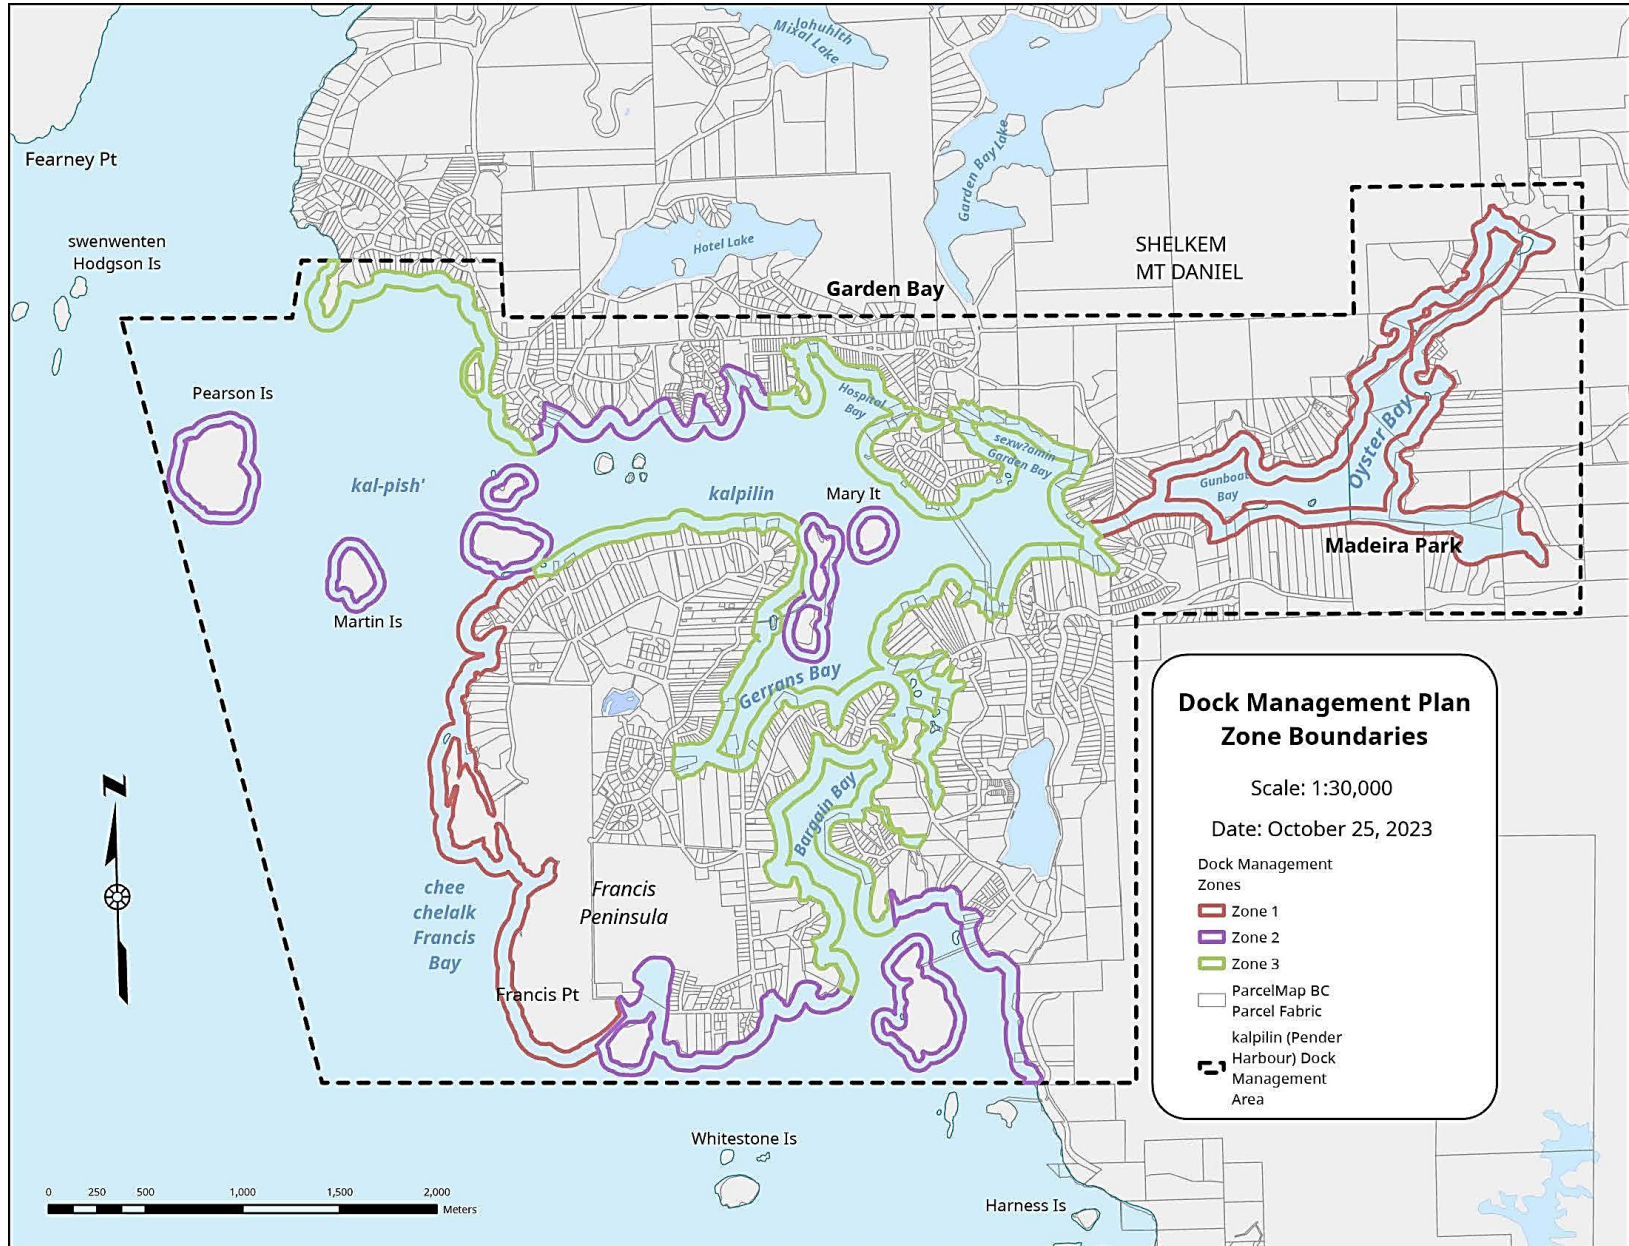 Iohuhlth
Mixal Lake
Fearney Pt
Garden Bay Lake
swenwenten
Hodgson Is
Hotel Lake
SHELKEM
MT DANIEL
Garden Bay
Pearson Is
Hospital
Bay
sexw?amin
Garden Bay
Oyster Bay
kal-pish'
kalpilin
Mary It
Gunboat
Bay
Madeira Park
Martin Is
Gerrans Bay
Bargain Bay
chee
chelalk
Francis
Bay
Francis
Peninsula
Francis Pt
Whitestone Is
Harness Is
N
0 250 500 1,000 1,500 2,000
Meters
Dock Management Plan
Zone Boundaries
Scale: 1:30,000
Date: October 25, 2023
Dock Management
Zones
Zone 1
Zone 2
Zone 3
ParcelMap BC
Parcel Fabric
kalpilin (Pender
Harbour) Dock
Management
Area